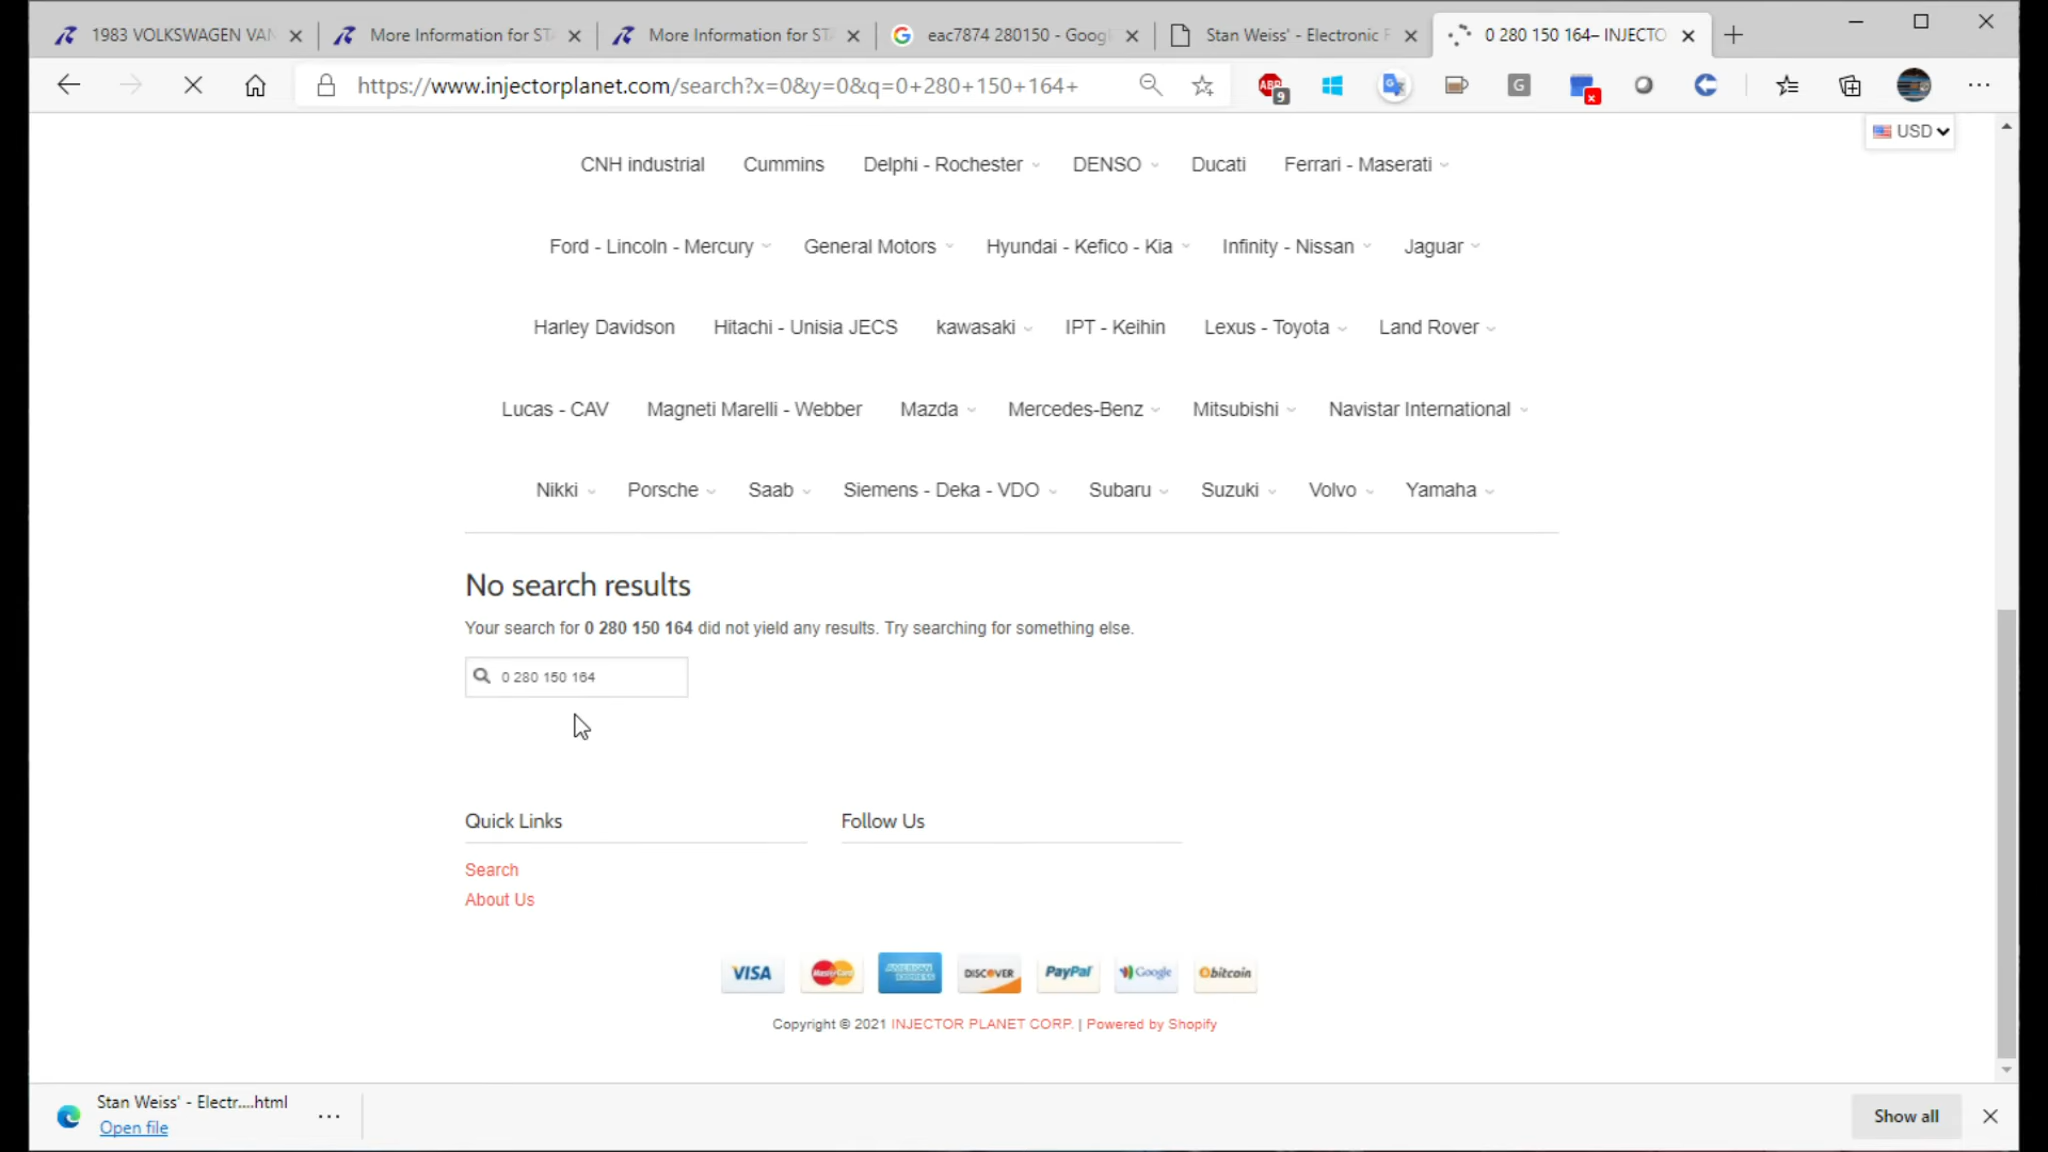 1983 VOLKSWAGEN VAN
More Information for STA
More Information for STA
eac7874 280150 - Googl
Stan Weiss' - Electronic F
0 280 150 164– INJECTO
https://www.injectorplanet.com/search?x=0&y=0&q=0+280+150+164+
ABP
9
G
USD
CNH industrial Cummins Delphi - Rochester DENSO Ducati Ferrari - Maserati
Ford - Lincoln - Mercury General Motors Hyundai - Kefico - Kia Infinity - Nissan Jaguar
Harley Davidson Hitachi - Unisia JECS kawasaki IPT - Keihin Lexus - Toyota Land Rover
Lucas - CAV Magneti Marelli - Webber Mazda Mercedes-Benz Mitsubishi Navistar International
Nikki Porsche Saab Siemens - Deka - VDO Subaru Suzuki Volvo Yamaha
No search results
Your search for 0 280 150 164 did not yield any results. Try searching for something else.
0 280 150 164
Quick Links
Follow Us
Search
About Us
VISA MasterCard AMERICAN EXPRESS DISCOVER PayPal Google bitcoin
Copyright © 2021 INJECTOR PLANET CORP. | Powered by Shopify
Stan Weiss' - Electr....html
Open file
Show all